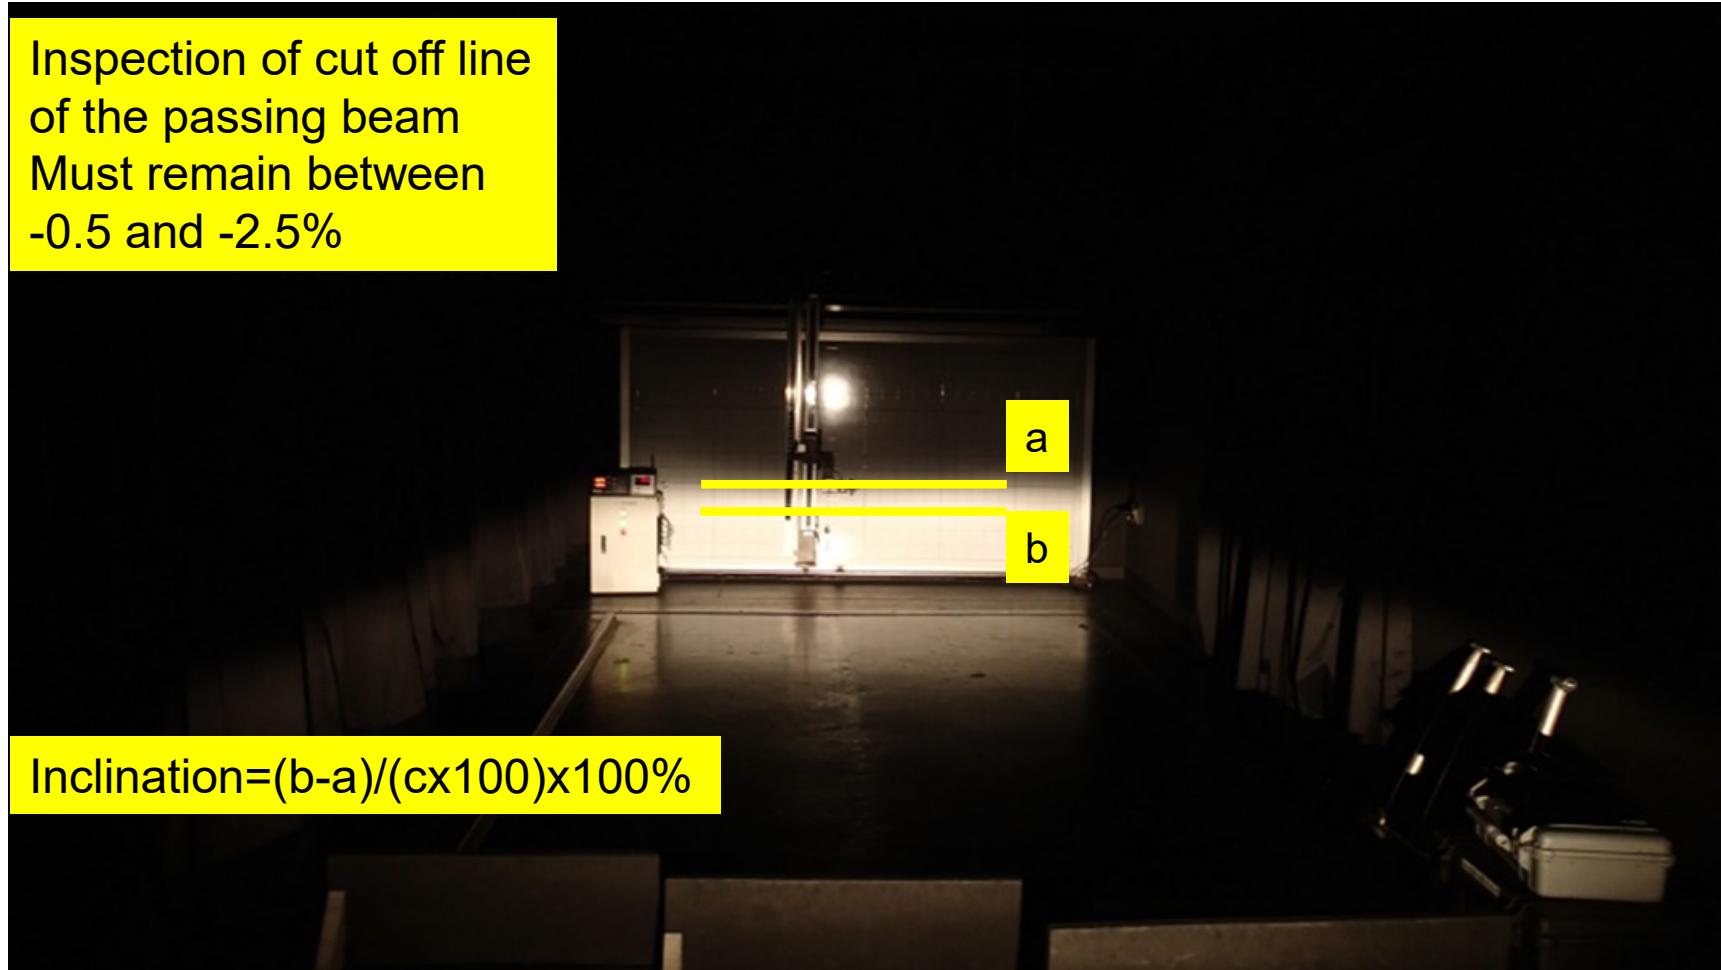 Inspection of cut off line
of the passing beam
Must remain between
-0.5 and -2.5%
a
b
Inclination=(b-a)/(cx100)x100%